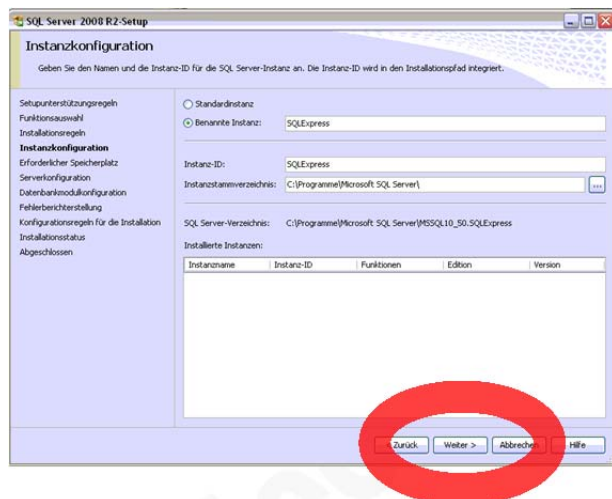 SQL Server 2008 R2-Setup
Instanzkonfiguration
Geben Sie den Namen und die Instanz-ID für die SQL Server-Instanz an. Die Instanz-ID wird in den Installationspfad integriert.
Setupunterstützungsregeln
Funktionsauswahl
Installationsregeln
Instanzkonfiguration
Erforderlicher Speicherplatz
Serverkonfiguration
Datenbankmodulkonfiguration
Fehlerberichterstellung
Konfigurationsregeln für die Installation
Installationsstatus
Abgeschlossen
Standardinstanz
Benannte Instanz: SQLExpress
Instanz-ID: SQLExpress
Instanzstammverzeichnis: C:\Programme\Microsoft SQL Server\ ...
SQL Server-Verzeichnis: C:\Programme\Microsoft SQL Server\MSSQL10_50.SQLExpress
Installierte Instanzen:
Instanzname Instanz-ID Funktionen Edition Version
< Zurück Weiter > Abbrechen Hilfe